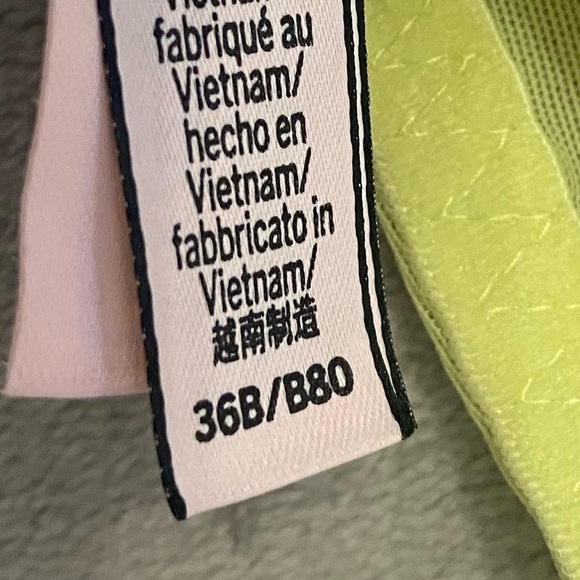 fabriqué au
Vietnam/
hecho en
Vietnam/
fabbricato in
Vietnam/
越南制造
36B/B80